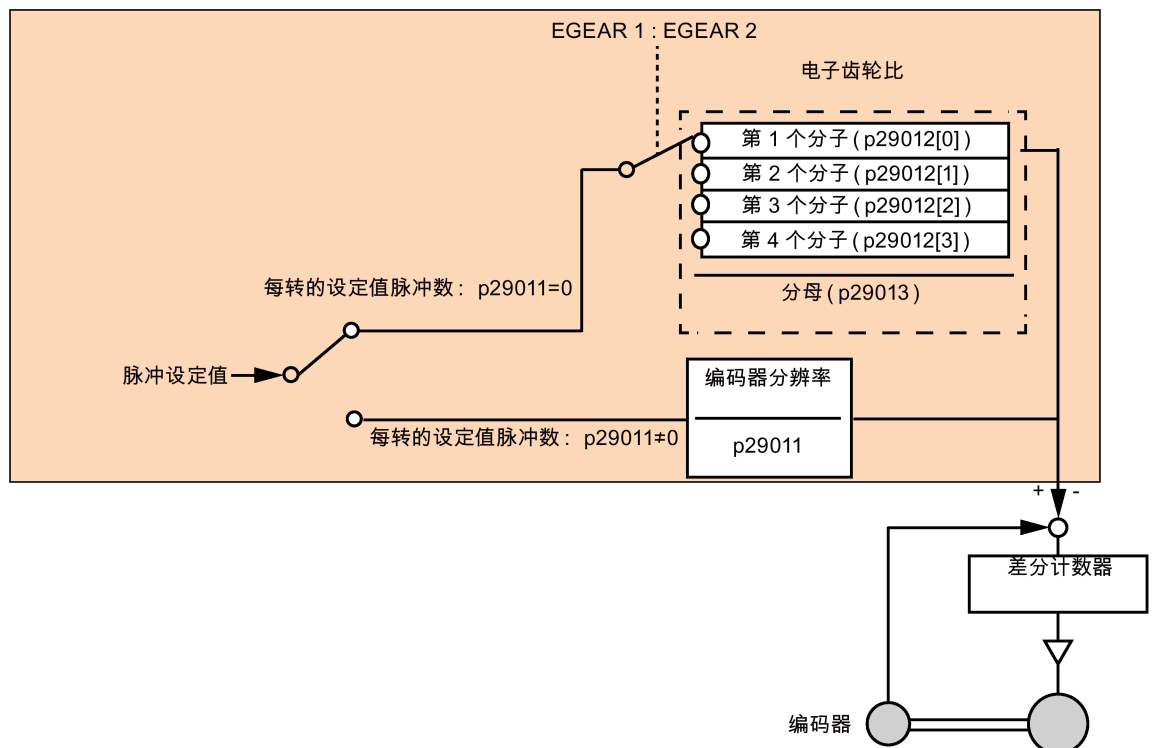 EGEAR 1 : EGEAR 2
电子齿轮比
第 1 个分子 ( p29012[0] )
第 2 个分子 ( p29012[1] )
第 3 个分子 ( p29012[2] )
第 4 个分子 ( p29012[3] )
分母 ( p29013 )
每转的设定值脉冲数： p29011=0
脉冲设定值
每转的设定值脉冲数： p29011≠0
编码器分辨率
p29011
+ -
差分计数器
编码器